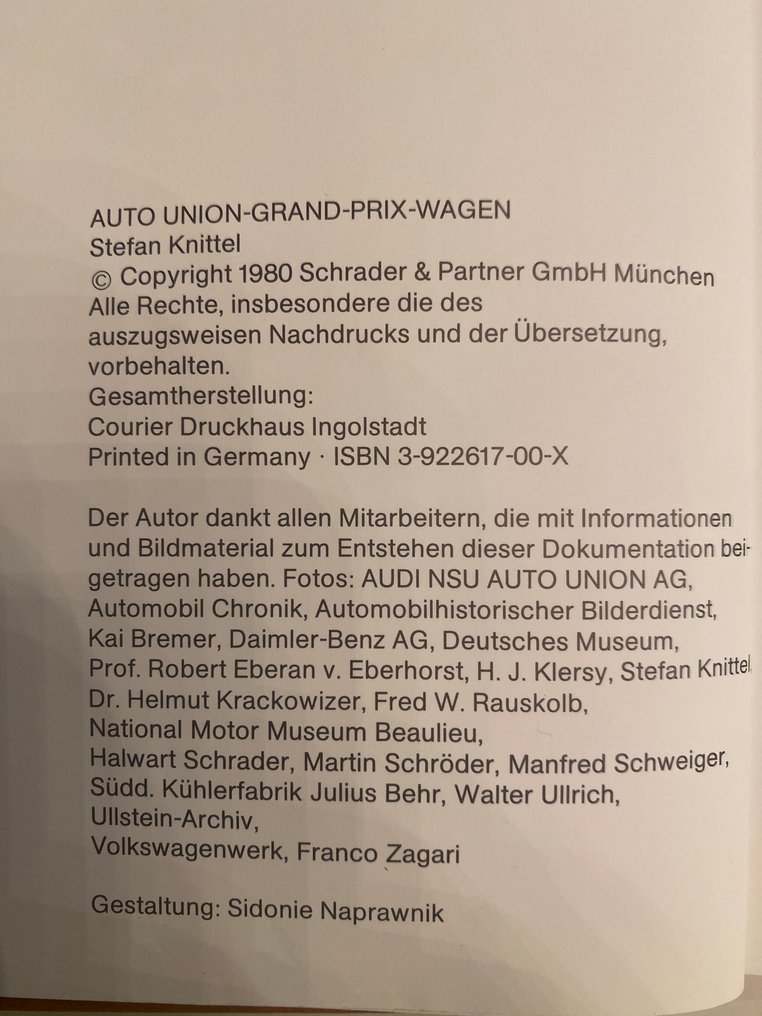 AUTO UNION-GRAND-PRIX-WAGEN
Stefan Knittel
© Copyright 1980 Schrader & Partner GmbH München
Alle Rechte, insbesondere die des
auszugsweisen Nachdrucks und der Übersetzung,
vorbehalten.
Gesamtherstellung:
Courier Druckhaus Ingolstadt
Printed in Germany · ISBN 3-922617-00-X
Der Autor dankt allen Mitarbeitern, die mit Informationen
und Bildmaterial zum Entstehen dieser Dokumentation bei-
getragen haben. Fotos: AUDI NSU AUTO UNION AG,
Automobil Chronik, Automobilhistorischer Bilderdienst,
Kai Bremer, Daimler-Benz AG, Deutsches Museum,
Prof. Robert Eberan v. Eberhorst, H. J. Klersy, Stefan Knittel
Dr. Helmut Krackowizer, Fred W. Rauskolb,
National Motor Museum Beaulieu,
Halwart Schrader, Martin Schröder, Manfred Schweiger,
Südd. Kühlerfabrik Julius Behr, Walter Ullrich,
Ullstein-Archiv,
Volkswagenwerk, Franco Zagari
Gestaltung: Sidonie Naprawnik